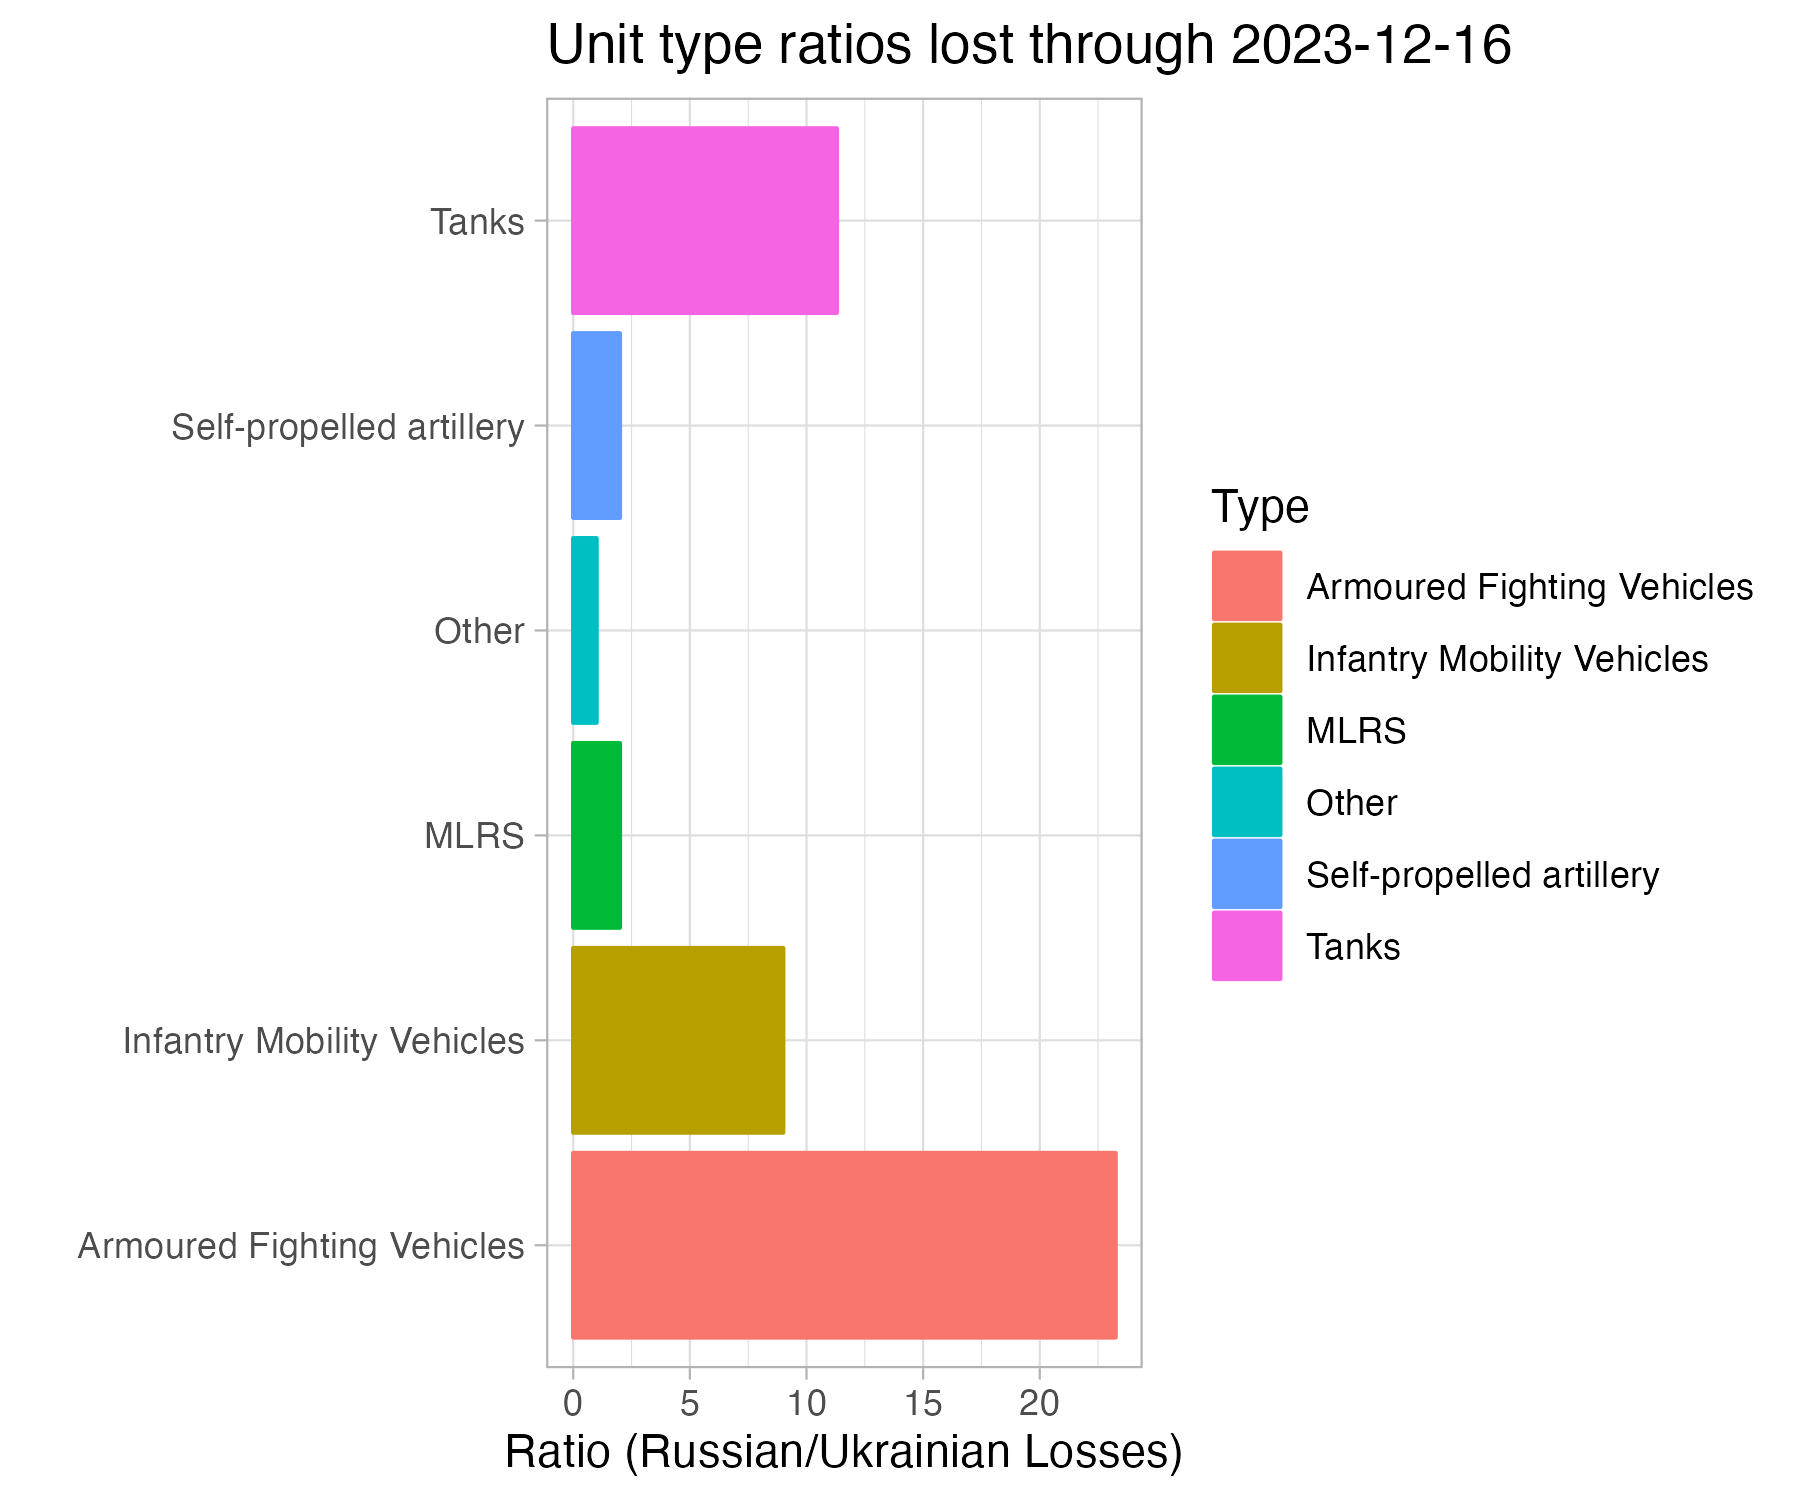 Unit type ratios lost through 2023-12-16
Tanks
Self-propelled artillery
Other
MLRS
Infantry Mobility Vehicles
Armoured Fighting Vehicles
0 5 10 15 20
Ratio (Russian/Ukrainian Losses)
Type
Armoured Fighting Vehicles
Infantry Mobility Vehicles
MLRS
Other
Self-propelled artillery
Tanks